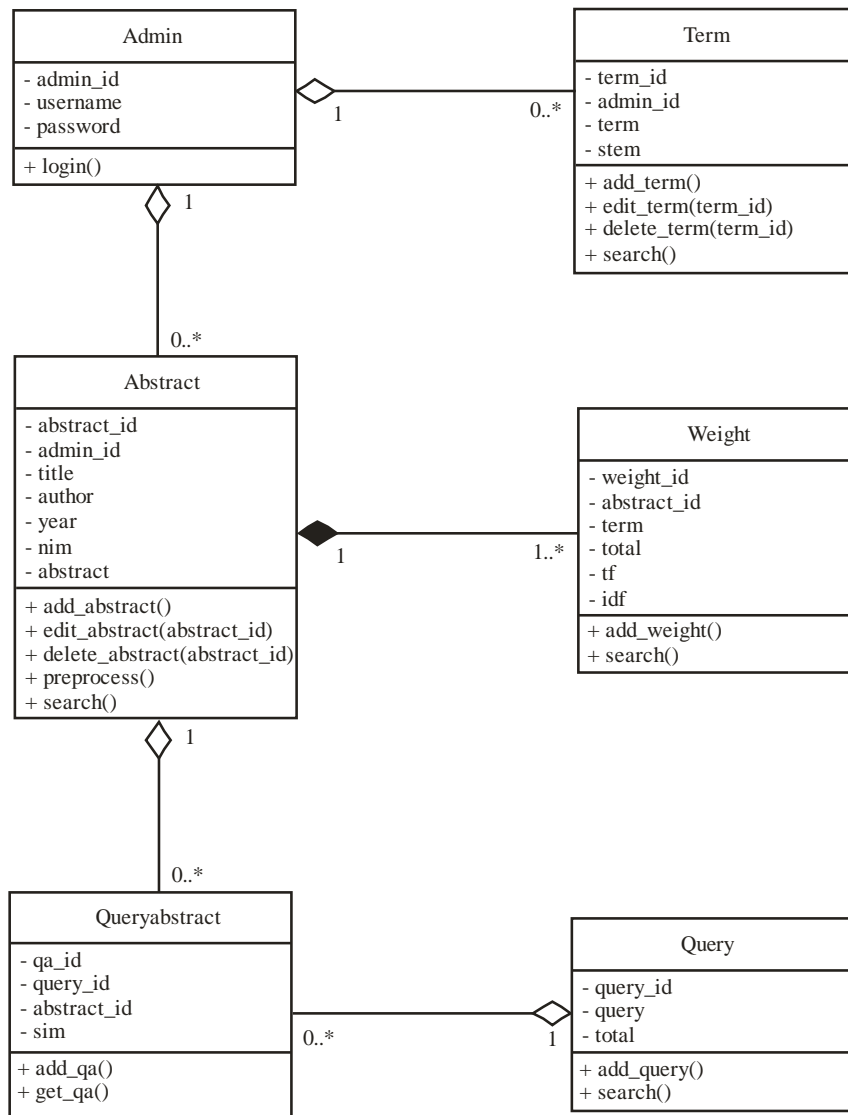 Admin
- admin_id
- username
- password
+ login()
1
0..*
Term
- term_id
- admin_id
- term
- stem
+ add_term()
+ edit_term(term_id)
+ delete_term(term_id)
+ search()
1
0..*
Abstract
- abstract_id
- admin_id
- title
- author
- year
- nim
- abstract
+ add_abstract()
+ edit_abstract(abstract_id)
+ delete_abstract(abstract_id)
+ preprocess()
+ search()
1
1..*
Weight
- weight_id
- abstract_id
- term
- total
- tf
- idf
+ add_weight()
+ search()
1
0..*
Queryabstract
- qa_id
- query_id
- abstract_id
- sim
+ add_qa()
+ get_qa()
0..*
1
Query
- query_id
- query
- total
+ add_query()
+ search()